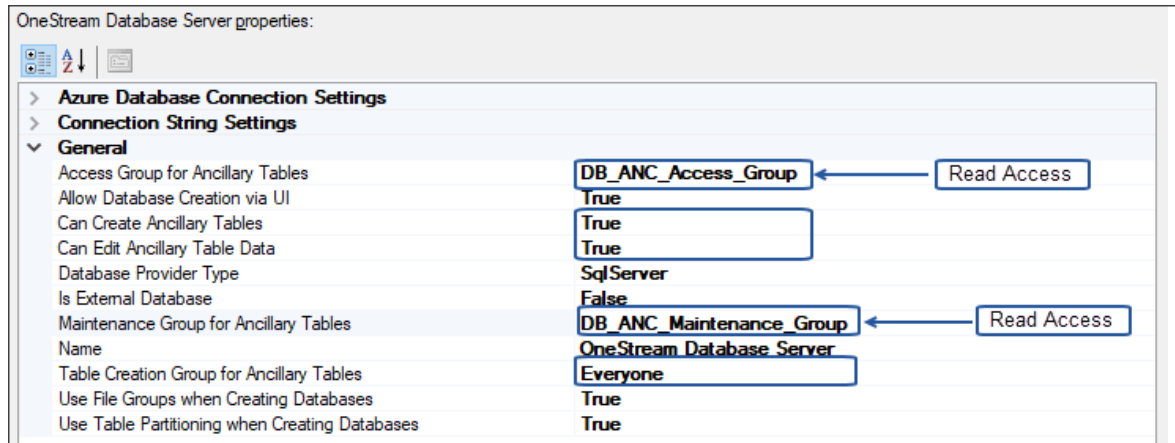 OneStream Database Server properties:
Azure Database Connection Settings
Connection String Settings
General
Access Group for Ancillary Tables DB_ANC_Access_Group Read Access
Allow Database Creation via UI True
Can Create Ancillary Tables True
Can Edit Ancillary Table Data True
Database Provider Type SqlServer
Is External Database False
Maintenance Group for Ancillary Tables DB_ANC_Maintenance_Group Read Access
Name OneStream Database Server
Table Creation Group for Ancillary Tables Everyone
Use File Groups when Creating Databases True
Use Table Partitioning when Creating Databases True